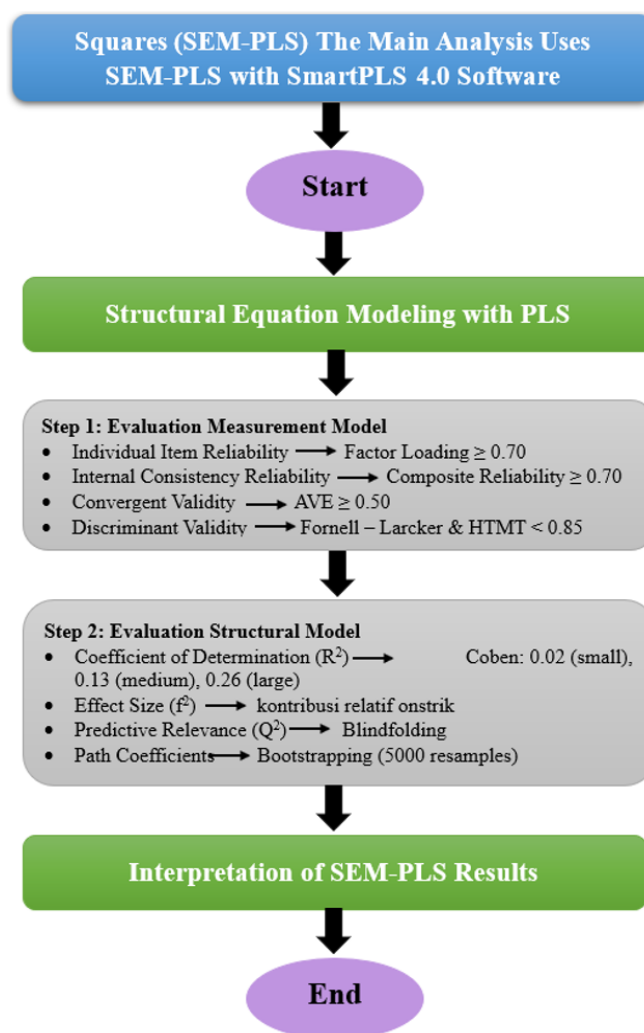 Squares (SEM-PLS) The Main Analysis Uses
SEM-PLS with SmartPLS 4.0 Software
Start
Structural Equation Modeling with PLS
Step 1: Evaluation Measurement Model
• Individual Item Reliability → Factor Loading ≥ 0.70
• Internal Consistency Reliability → Composite Reliability ≥ 0.70
• Convergent Validity → AVE ≥ 0.50
• Discriminant Validity → Fornell – Larcker & HTMT < 0.85
Step 2: Evaluation Structural Model
• Coefficient of Determination (R²) → Coben: 0.02 (small),
0.13 (medium), 0.26 (large)
• Effect Size (f²) → kontribusi relatif onstrik
• Predictive Relevance (Q²) → Blindfolding
• Path Coefficients → Bootstrapping (5000 resamples)
Interpretation of SEM-PLS Results
End